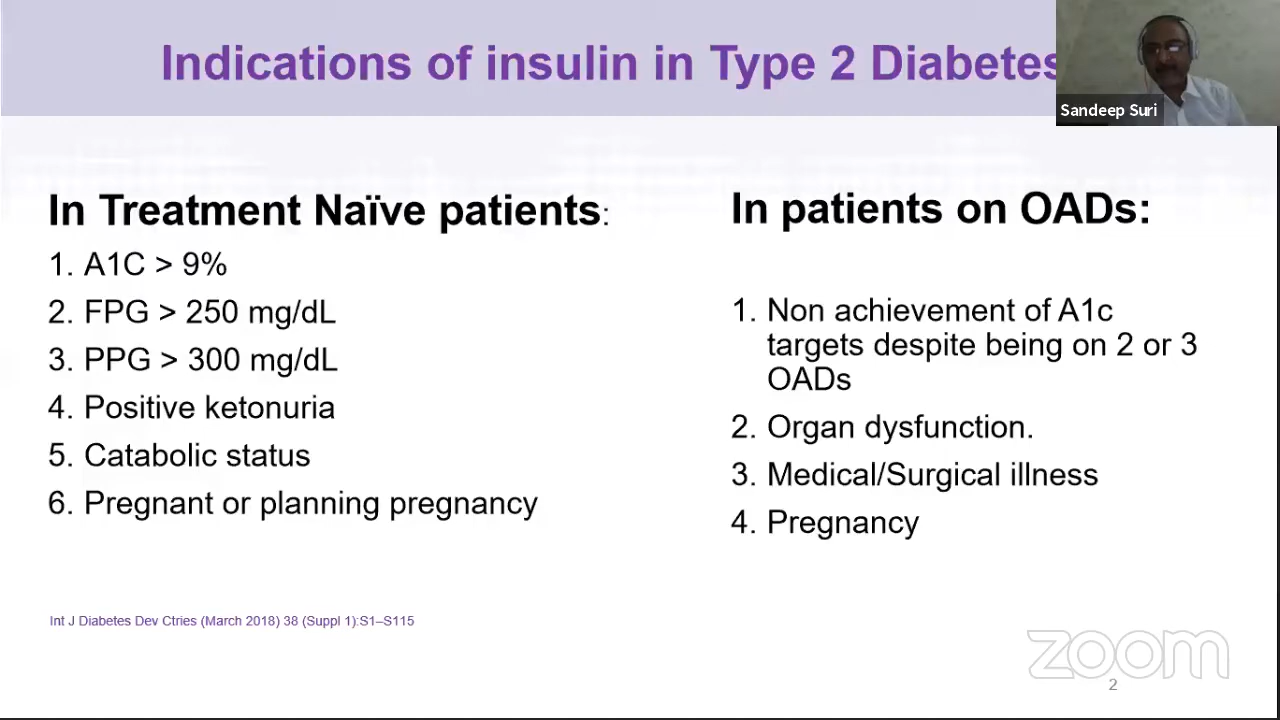 Indications of insulin in Type 2 Diabetes
Sandeep Suri
In Treatment Naïve patients:
1. A1C > 9%
2. FPG > 250 mg/dL
3. PPG > 300 mg/dL
4. Positive ketonuria
5. Catabolic status
6. Pregnant or planning pregnancy
In patients on OADs:
1. Non achievement of A1c
targets despite being on 2 or 3
OADs
2. Organ dysfunction.
3. Medical/Surgical illness
4. Pregnancy
Int J Diabetes Dev Ctries (March 2018) 38 (Suppl 1):S1–S115
zoom
2